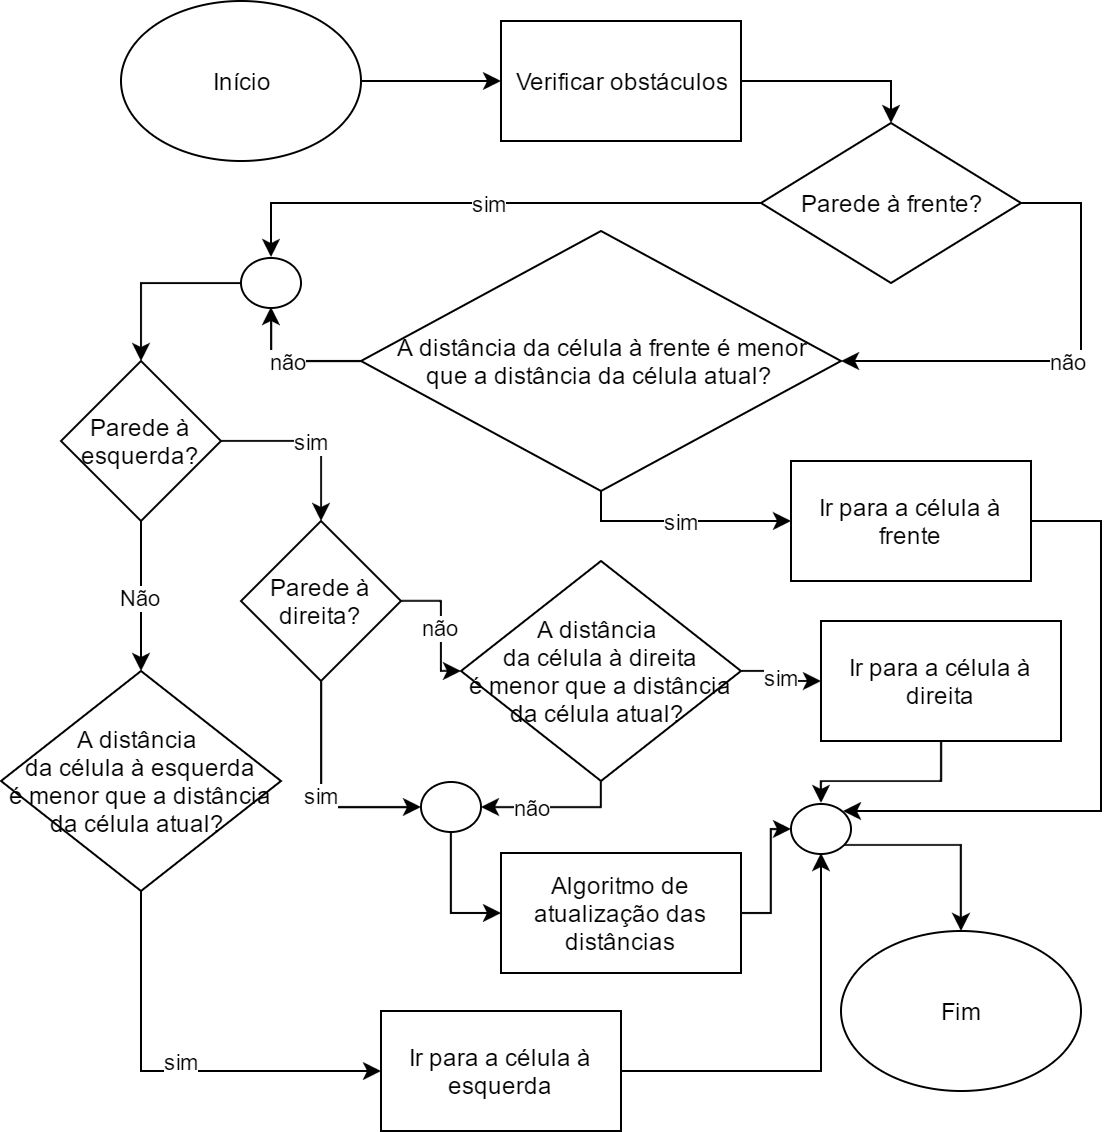 Início
Verificar obstáculos
Parede à frente?
sim
não
A distância da célula à frente é menor
que a distância da célula atual?
não
sim
Ir para a célula à
frente
Parede à
esquerda?
sim
Não
Parede à
direita?
não
sim
A distância
da célula à direita
é menor que a distância
da célula atual?
sim
não
Ir para a célula à
direita
A distância
da célula à esquerda
é menor que a distância
da célula atual?
sim
Algoritmo de
atualização das
distâncias
Ir para a célula à
esquerda
Fim